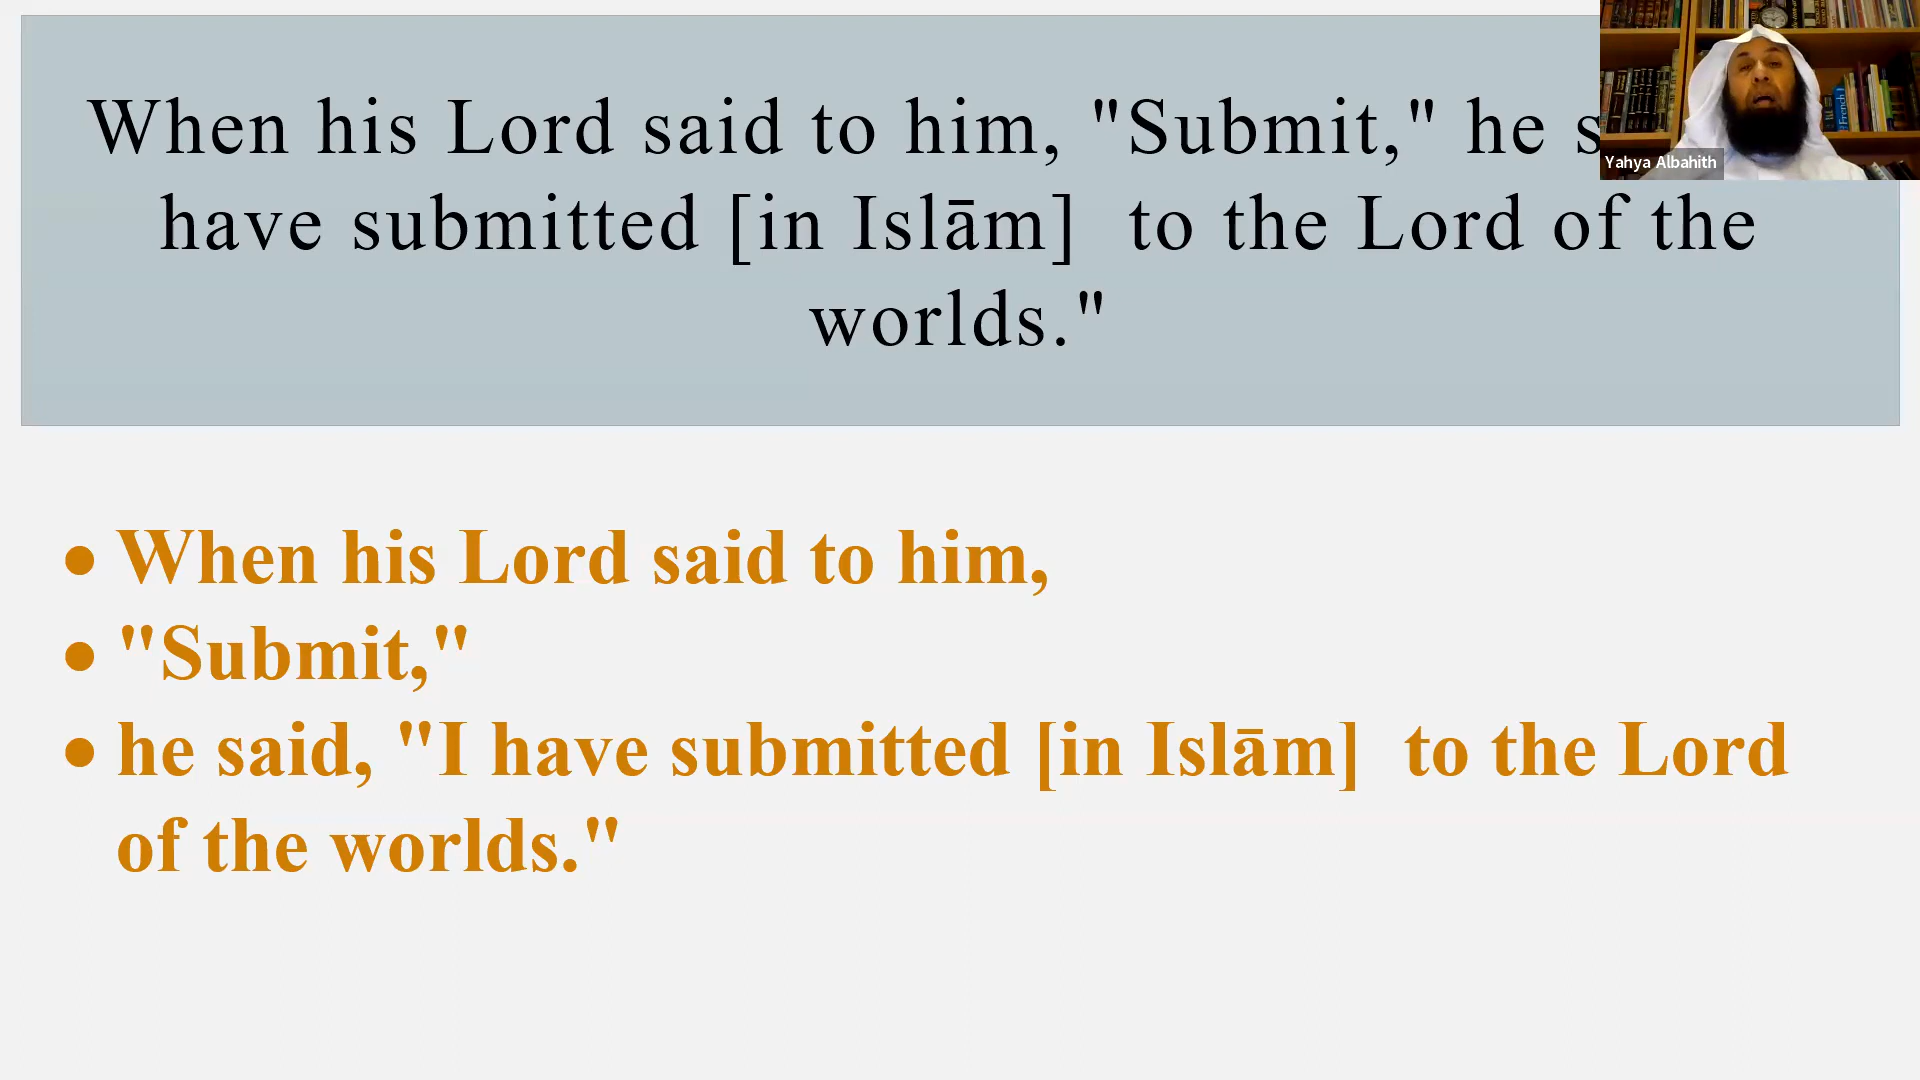 When his Lord said to him, "Submit," he
have submitted [in Islām]  to the Lord of the
worlds."
Yahya Albahith
French
• When his Lord said to him,
• "Submit,"
• he said, "I have submitted [in Islām]  to the Lord
of the worlds."